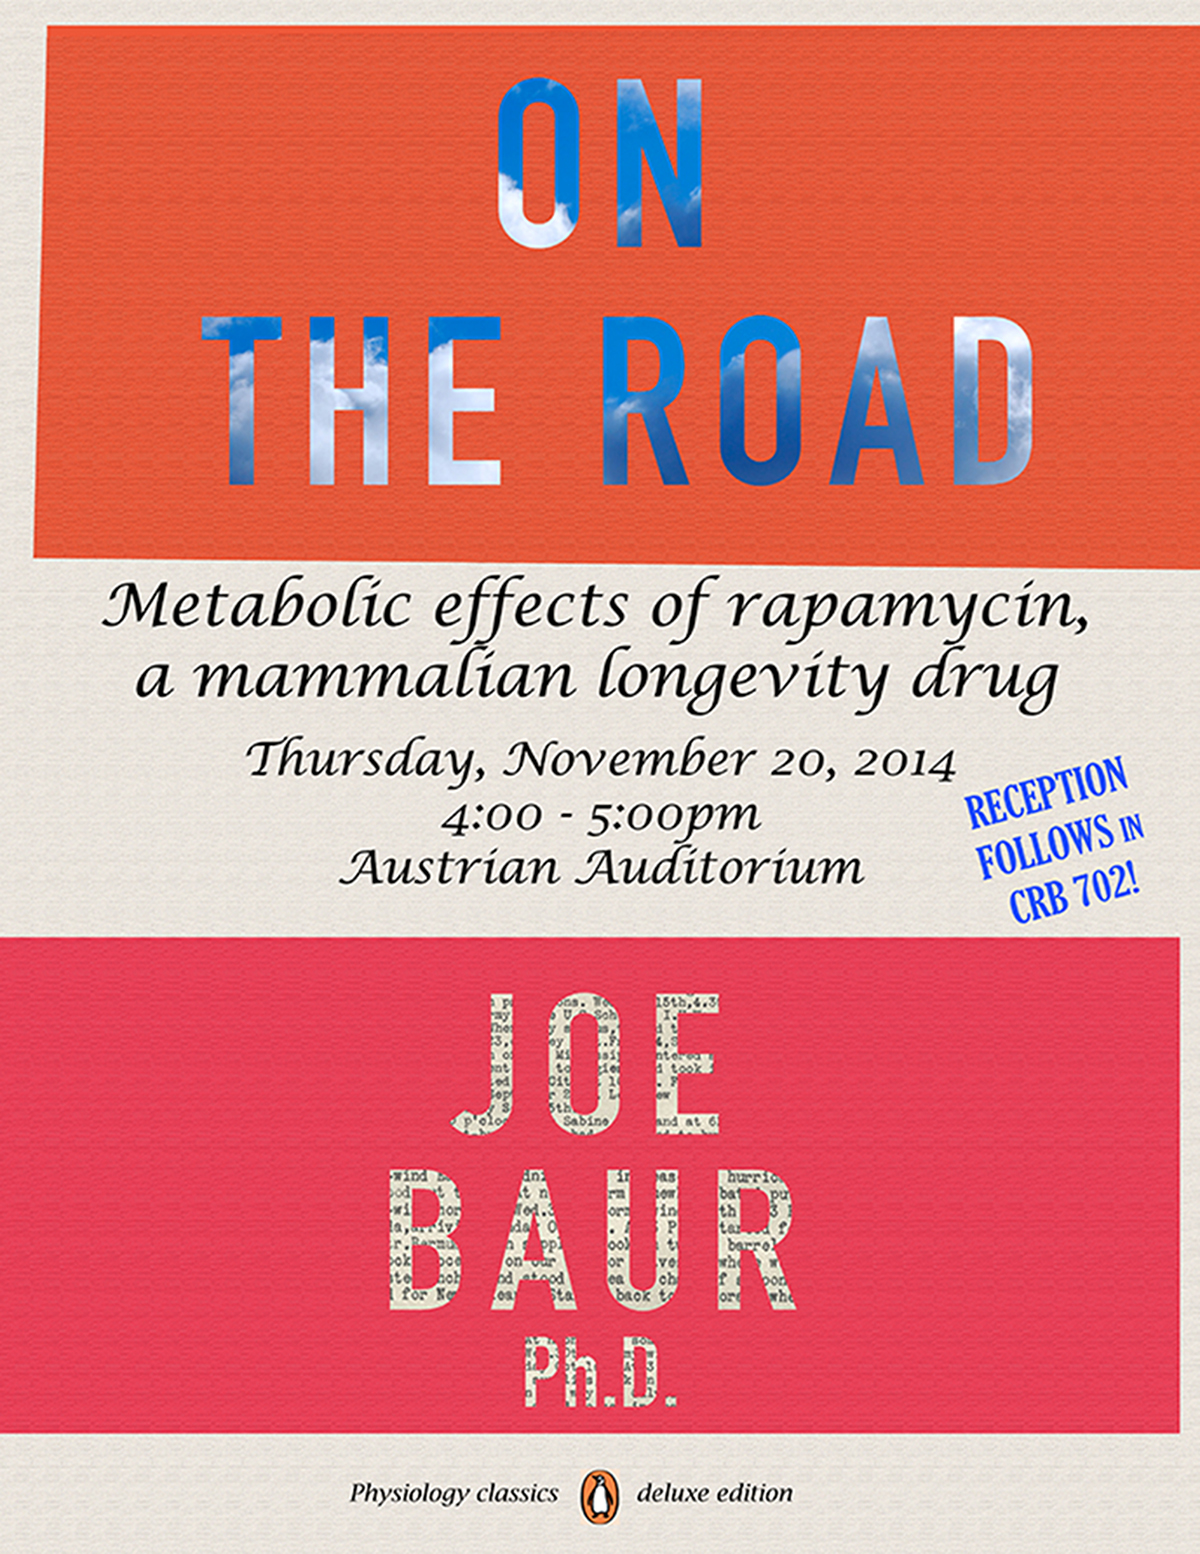 ON
THE ROAD
Metabolic effects of rapamycin,
a mammalian longevity drug
Thursday, November 20, 2014
4:00 - 5:00pm
Austrian Auditorium
RECEPTION
FOLLOWS IN
CRB 702!
JOE
BAUR
Ph.D.
Physiology classics deluxe edition